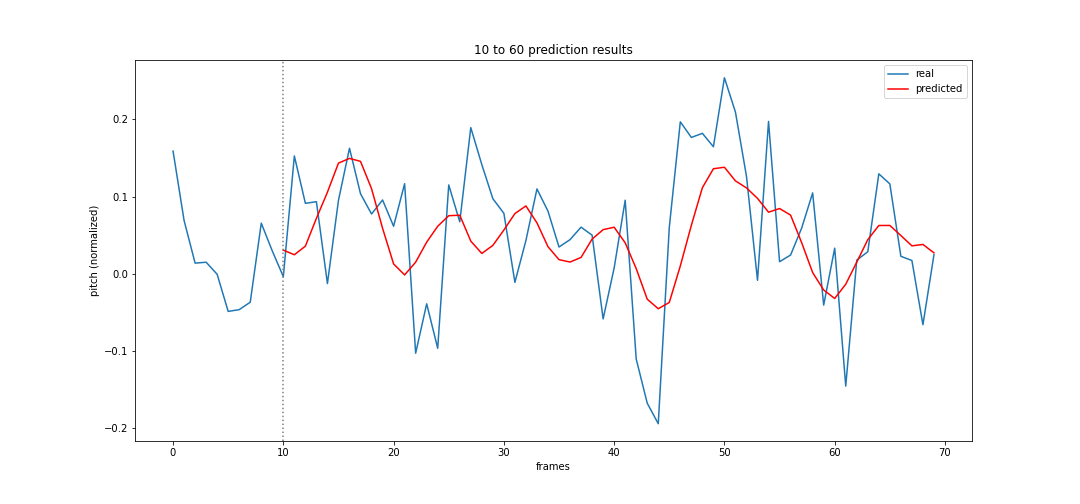 10 to 60 prediction results
real
predicted
pitch (normalized)
0.2
0.1
0.0
−0.1
−0.2
0 10 20 30 40 50 60 70
frames